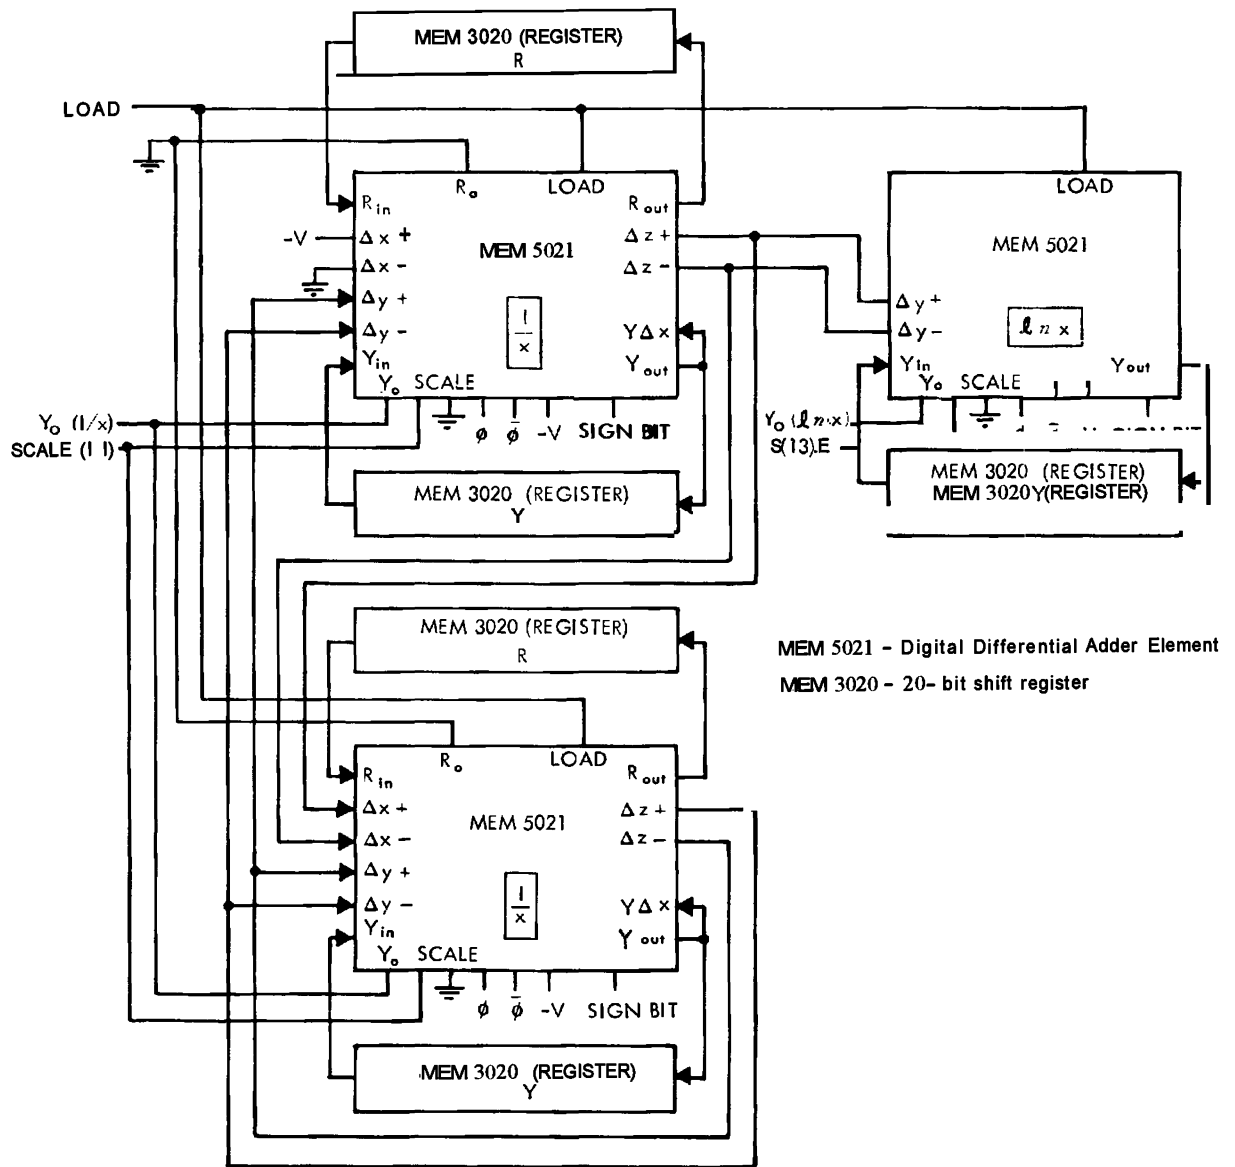 MEM 3020 (REGISTER)
R
LOAD
Ro LOAD
Rin Rout
-V Δx + Δz +
MEM 5021
Δx - Δz -
Δy +
1/x
Δy - YΔx
Yin Yout
Yo SCALE
Yo (1/x)
SCALE (11)
ø ø̄ -V SIGN BIT
MEM 3020 (REGISTER)
Y
LOAD
MEM 5021
Δy +
Δy -
ln x
Yin Yout
Yo SCALE
Yo (ln x)
S(13).E
MEM 3020 (REGISTER)
MEM 3020Y(REGISTER)
MEM 3020 (REGISTER)
R
MEM 5021 - Digital Differential Adder Element
MEM 3020 - 20- bit shift register
Ro LOAD
Rin Rout
Δx + Δz +
MEM 5021
Δx - Δz -
Δy +
1/x
Δy - YΔx
Yin Yout
Yo SCALE
ø ø̄ -V SIGN BIT
MEM 3020 (REGISTER)
Y